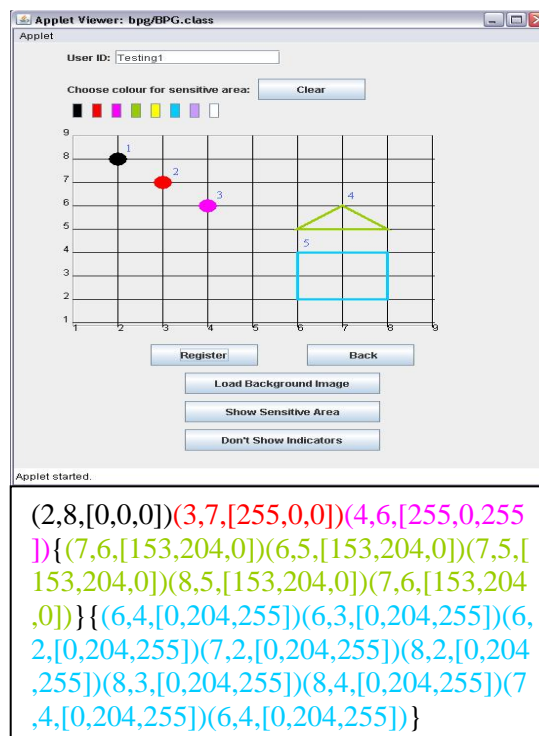 Applet Viewer: bpg/BPG.class
Applet
User ID: Testing1
Choose colour for sensitive area: Clear
9
8 1
7 2
6 3 4
5
4 5
3
2
1
1 2 3 4 5 6 7 8 9
Register Back
Load Background Image
Show Sensitive Area
Don't Show Indicators
Applet started.
(2,8,[0,0,0])(3,7,[255,0,0])(4,6,[255,0,255
]){(7,6,[153,204,0])(6,5,[153,204,0])(7,5,[
153,204,0])(8,5,[153,204,0])(7,6,[153,204
,0])}{(6,4,[0,204,255])(6,3,[0,204,255])(6,
2,[0,204,255])(7,2,[0,204,255])(8,2,[0,204
,255])(8,3,[0,204,255])(8,4,[0,204,255])(7
,4,[0,204,255])(6,4,[0,204,255])}